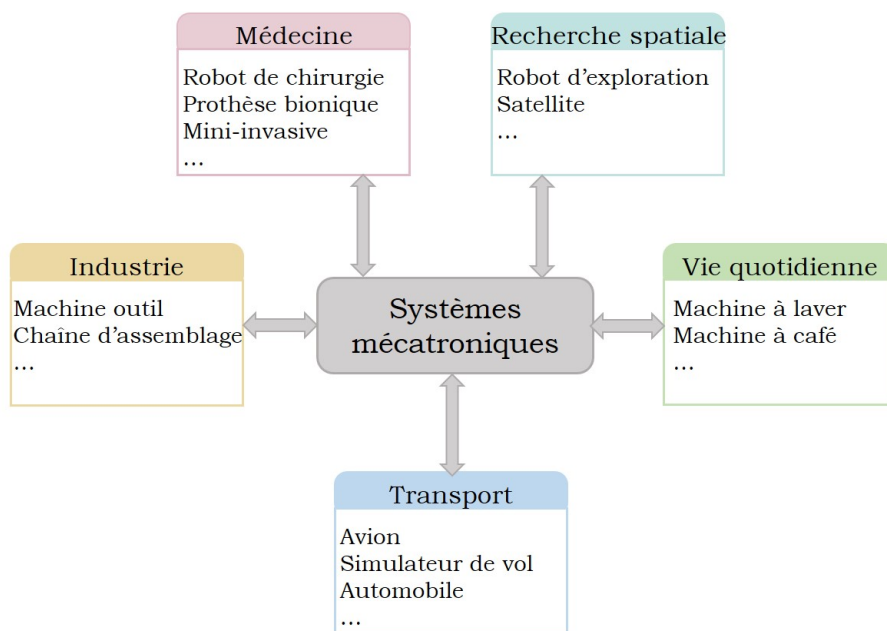 Médecine
Robot de chirurgie
Prothèse bionique
Mini-invasive
...
Recherche spatiale
Robot d’exploration
Satellite
...
Industrie
Machine outil
Chaîne d’assemblage
...
Systèmes
mécatroniques
Vie quotidienne
Machine à laver
Machine à café
...
Transport
Avion
Simulateur de vol
Automobile
...